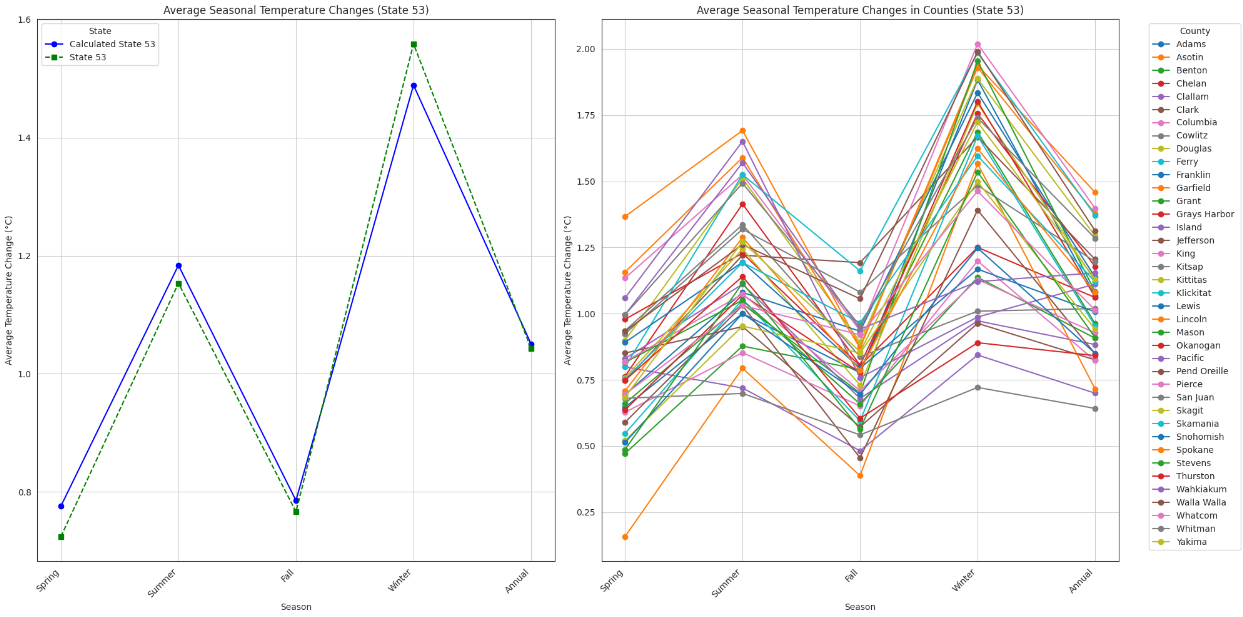 Average Seasonal Temperature Changes (State 53)
Average Temperature Change (°C)
1.6
1.4
1.2
1.0
0.8
State
Calculated State 53
State 53
Spring
Summer
Fall
Winter
Annual
Season
Average Seasonal Temperature Changes in Counties (State 53)
Average Temperature Change (°C)
2.00
1.75
1.50
1.25
1.00
0.75
0.50
0.25
Spring
Summer
Fall
Winter
Annual
Season
County
Adams
Asotin
Benton
Chelan
Clallam
Clark
Columbia
Cowlitz
Douglas
Ferry
Franklin
Garfield
Grant
Grays Harbor
Island
Jefferson
King
Kitsap
Kittitas
Klickitat
Lewis
Lincoln
Mason
Okanogan
Pacific
Pend Oreille
Pierce
San Juan
Skagit
Skamania
Snohomish
Spokane
Stevens
Thurston
Wahkiakum
Walla Walla
Whatcom
Whitman
Yakima